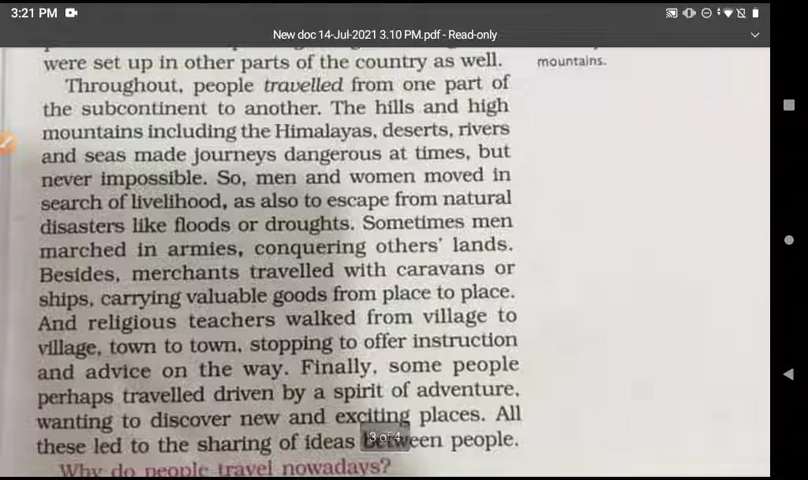 3:21 PM
New doc 14-Jul-2021 3.10 PM.pdf - Read-only
were set up in other parts of the country as well.
mountains.
Throughout, people travelled from one part of
the subcontinent to another. The hills and high
mountains including the Himalayas, deserts, rivers
and seas made journeys dangerous at times, but
never impossible. So, men and women moved in
search of livelihood, as also to escape from natural
disasters like floods or droughts. Sometimes men
marched in armies, conquering others' lands.
Besides, merchants travelled with caravans or
ships, carrying valuable goods from place to place.
And religious teachers walked from village to
village, town to town, stopping to offer instruction
and advice on the way. Finally, some people
perhaps travelled driven by a spirit of adventure,
wanting to discover new and exciting places. All
these led to the sharing of ideas between people.
3 of 4
Why do people travel nowadays?